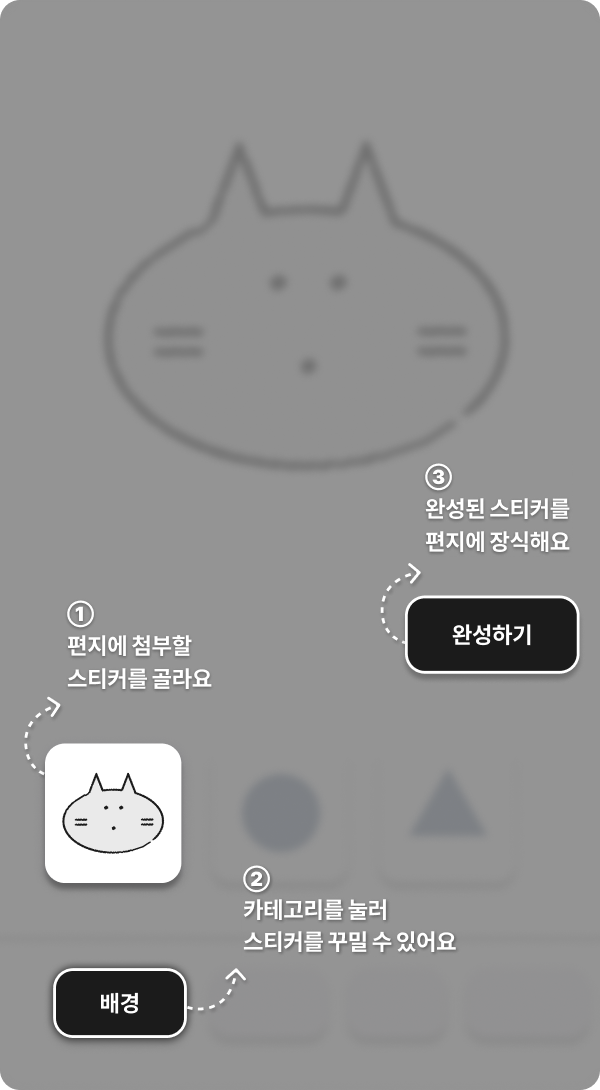 ③
완성된 스티커를
편지에 장식해요
완성하기
①
편지에 첨부할
스티커를 골라요
②
카테고리를 눌러
스티커를 꾸밀 수 있어요
배경